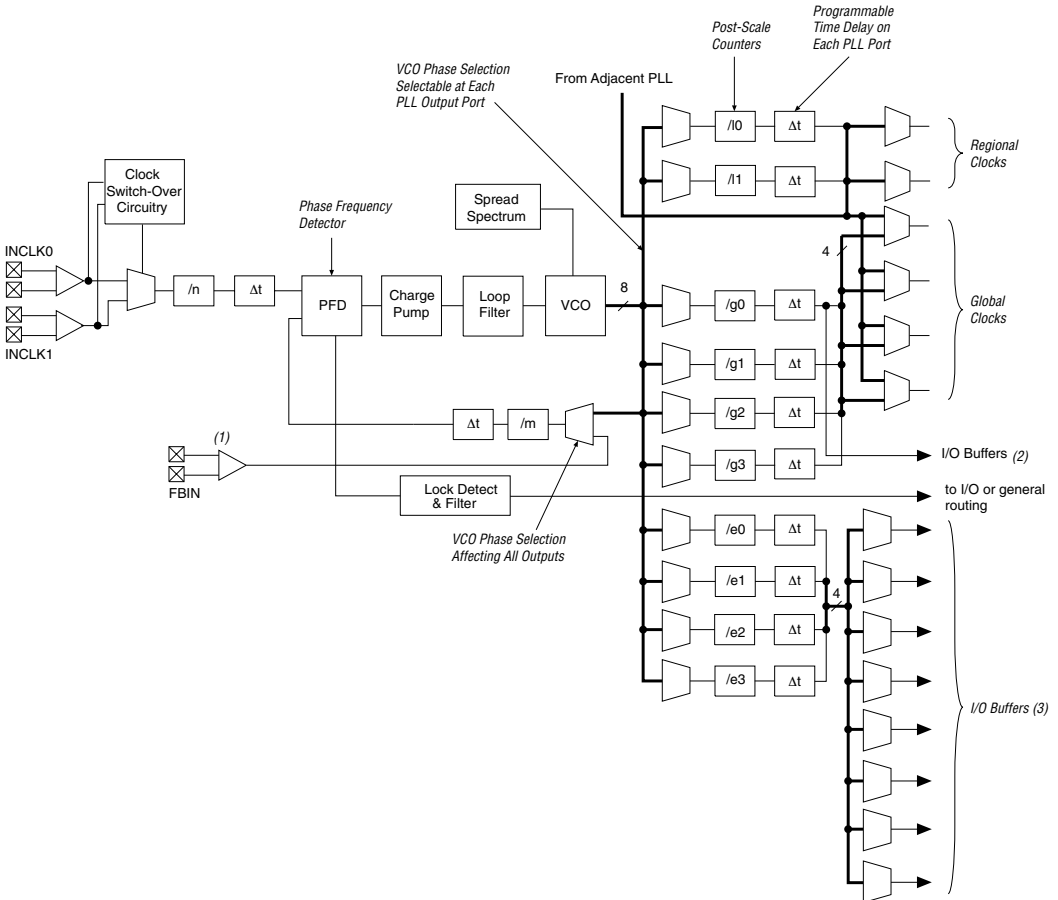 Programmable
Time Delay on
Each PLL Port
Post-Scale
Counters
VCO Phase Selection
Selectable at Each
PLL Output Port
From Adjacent PLL
/l0
Δt
Regional
Clocks
/l1
Δt
Clock
Switch-Over
Circuitry
Spread
Spectrum
Phase Frequency
Detector
INCLK0
INCLK1
/n
Δt
PFD
Charge
Pump
Loop
Filter
VCO
8
4
/g0
Δt
Global
Clocks
/g1
Δt
/g2
Δt
/g3
Δt
Δt
/m
(1)
FBIN
I/O Buffers (2)
Lock Detect
& Filter
to I/O or general
routing
VCO Phase Selection
Affecting All Outputs
/e0
Δt
/e1
Δt
4
/e2
Δt
/e3
Δt
I/O Buffers (3)